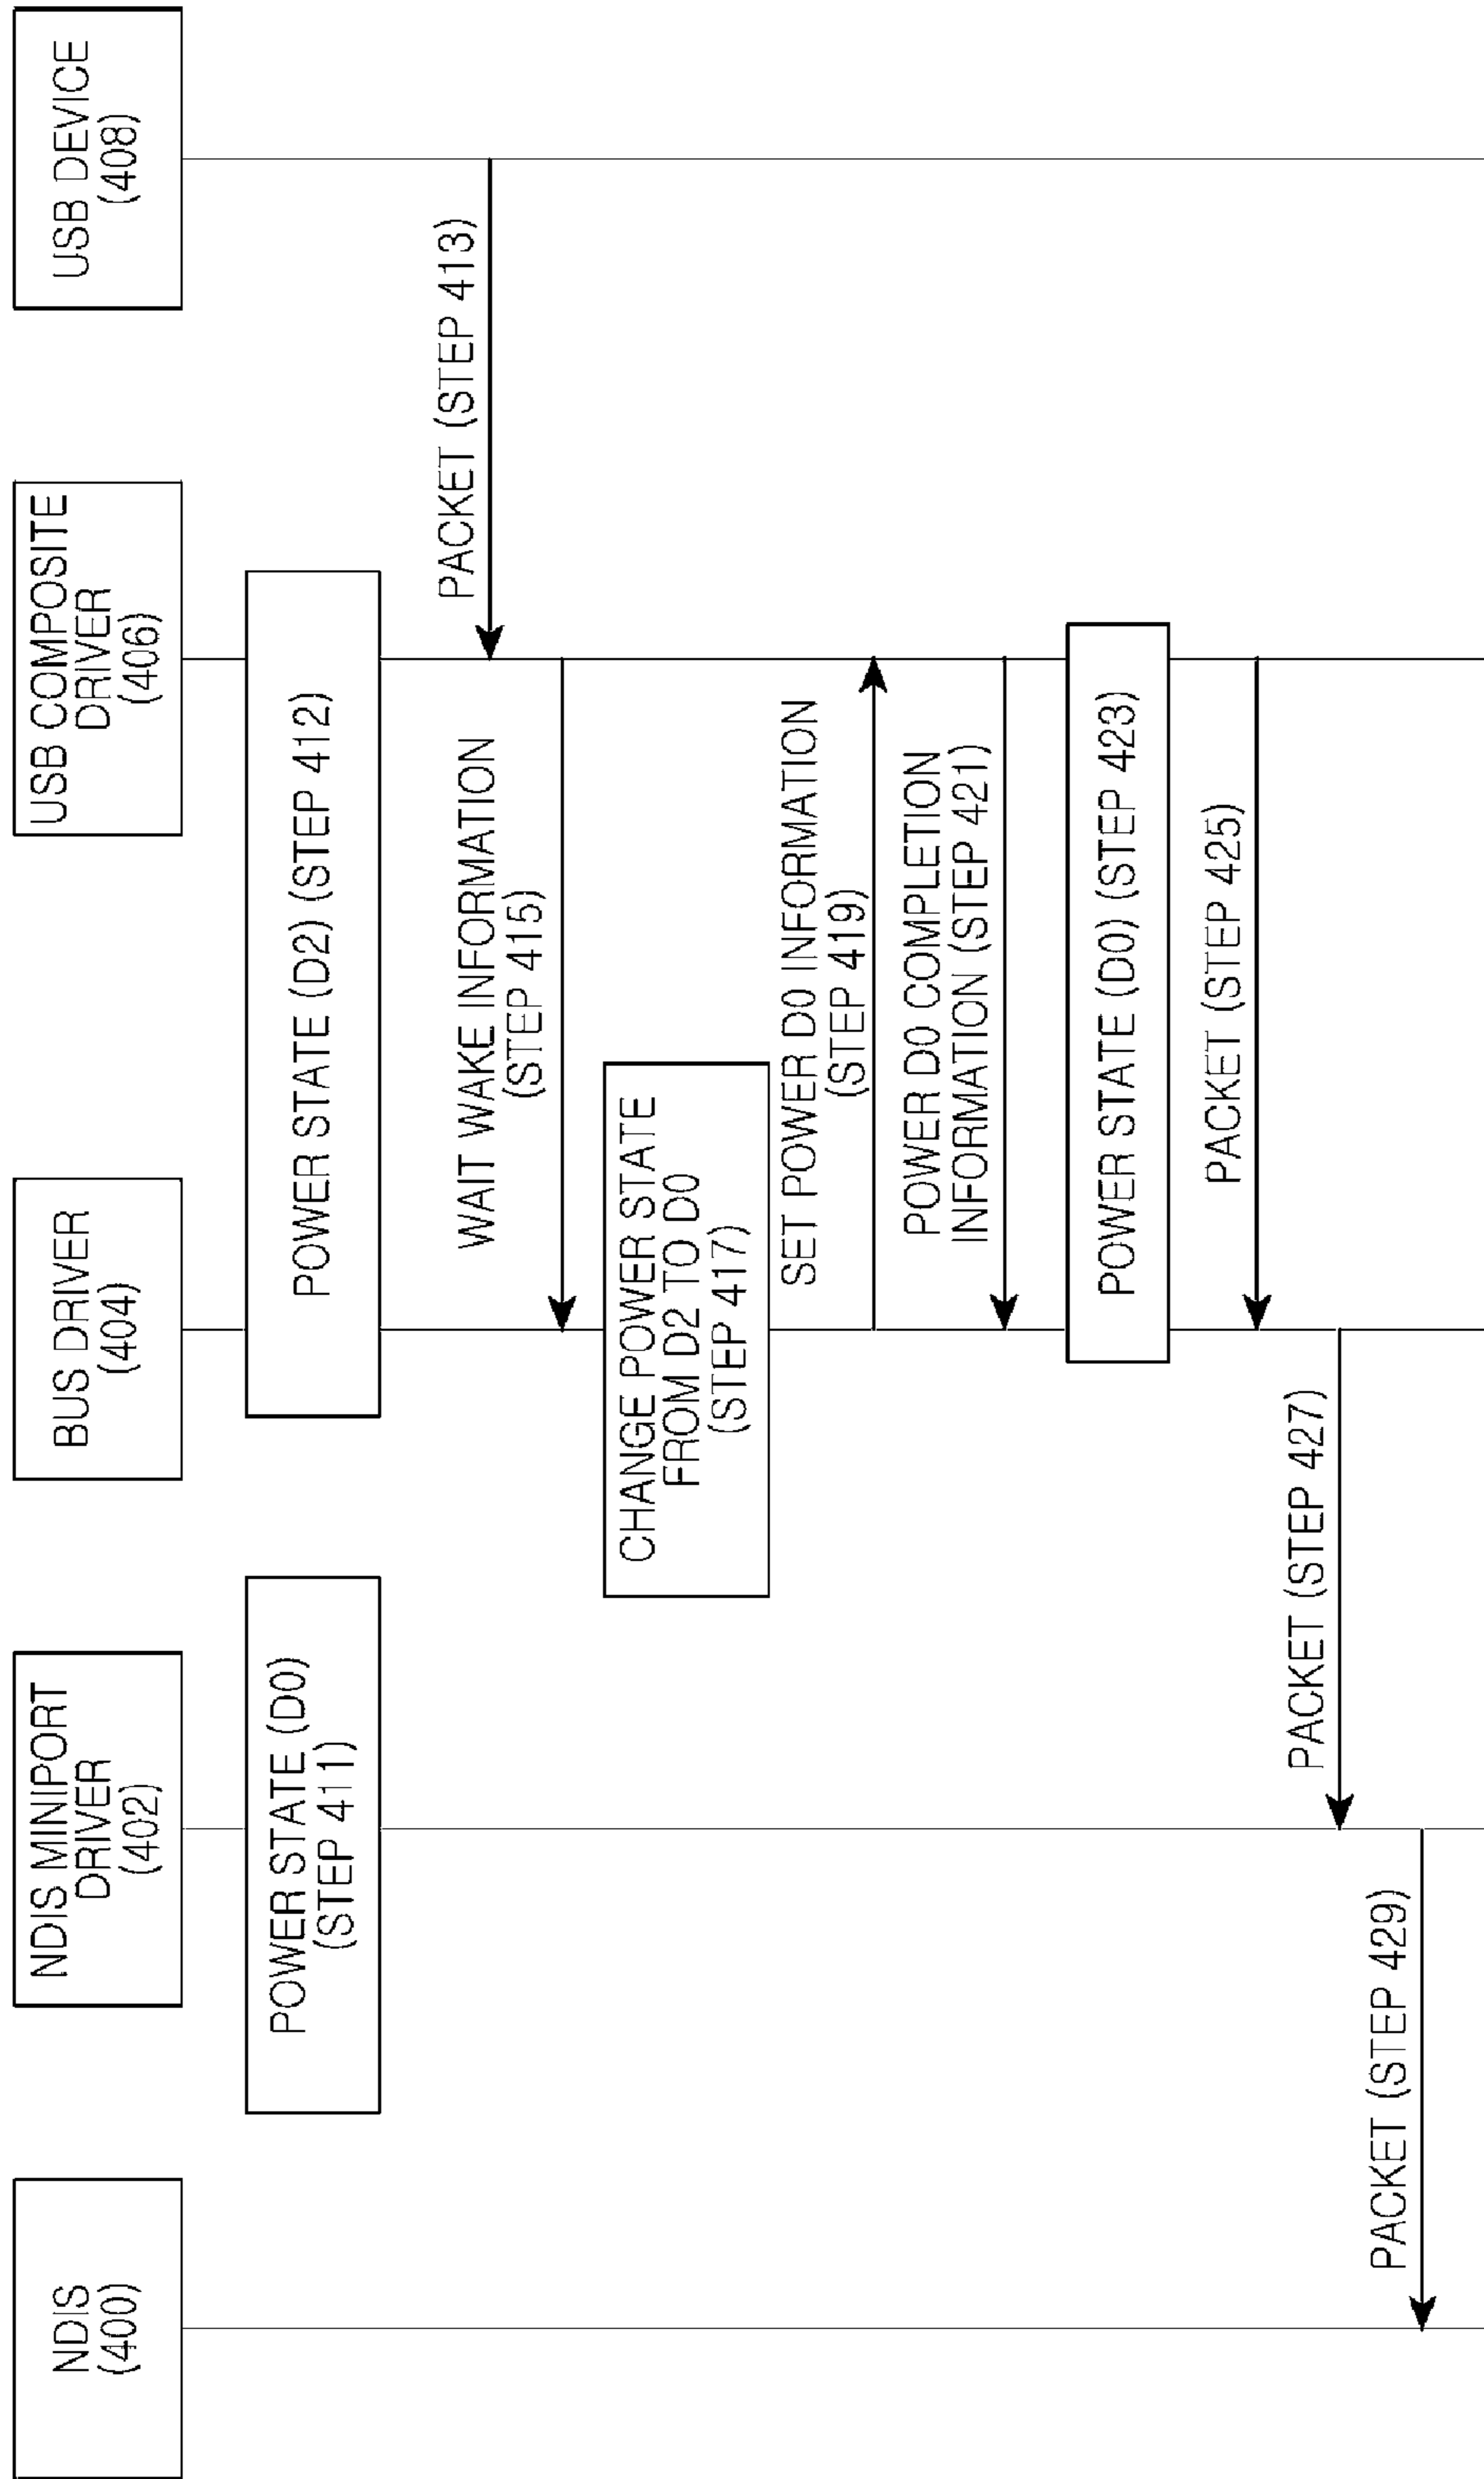 NDIS
(400)
NDIS MINIPORT
DRIVER
(402)
BUS DRIVER
(404)
USB COMPOSITE
DRIVER
(406)
USB DEVICE
(408)
POWER STATE (D0)
(STEP 411)
POWER STATE (D2) (STEP 412)
PACKET (STEP 413)
WAIT WAKE INFORMATION
(STEP 415)
CHANGE POWER STATE
FROM D2 TO D0
(STEP 417)
SET POWER D0 INFORMATION
(STEP 419)
POWER D0 COMPLETION
INFORMATION (STEP 421)
POWER STATE (D0) (STEP 423)
PACKET (STEP 425)
PACKET (STEP 427)
PACKET (STEP 429)